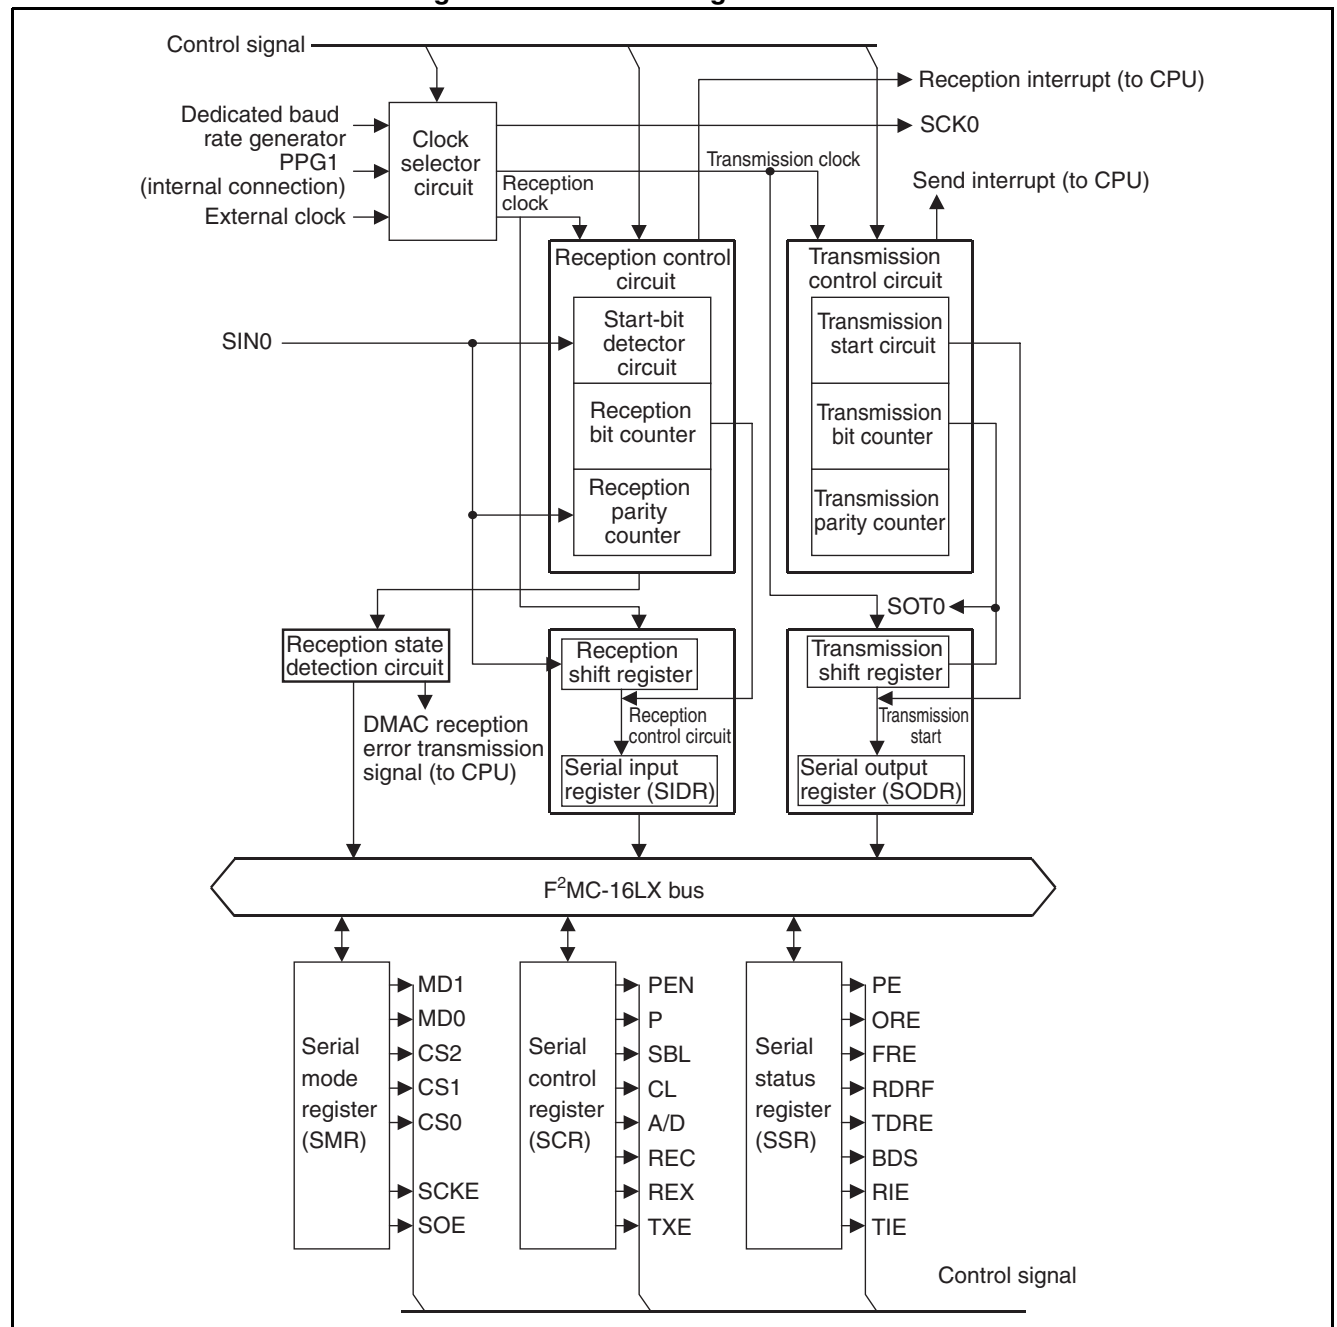 Control signal
Reception interrupt (to CPU)
Dedicated baud
rate generator
SCK0
Clock
selector
circuit
PPG1
(internal connection)
Transmission clock
Reception
clock
Send interrupt (to CPU)
External clock
Reception control
circuit
Transmission
control circuit
SIN0
Start-bit
detector
circuit
Transmission
start circuit
Reception
bit counter
Transmission
bit counter
Reception
parity
counter
Transmission
parity counter
SOT0
Reception state
detection circuit
Reception
shift register
Transmission
shift register
DMAC reception
error transmission
signal (to CPU)
Reception
control circuit
Transmission
start
Serial input
register (SIDR)
Serial output
register (SODR)
F²MC-16LX bus
Serial
mode
register
(SMR)
MD1
MD0
CS2
CS1
CS0
SCKE
SOE
Serial
control
register
(SCR)
PEN
P
SBL
CL
A/D
REC
REX
TXE
Serial
status
register
(SSR)
PE
ORE
FRE
RDRF
TDRE
BDS
RIE
TIE
Control signal